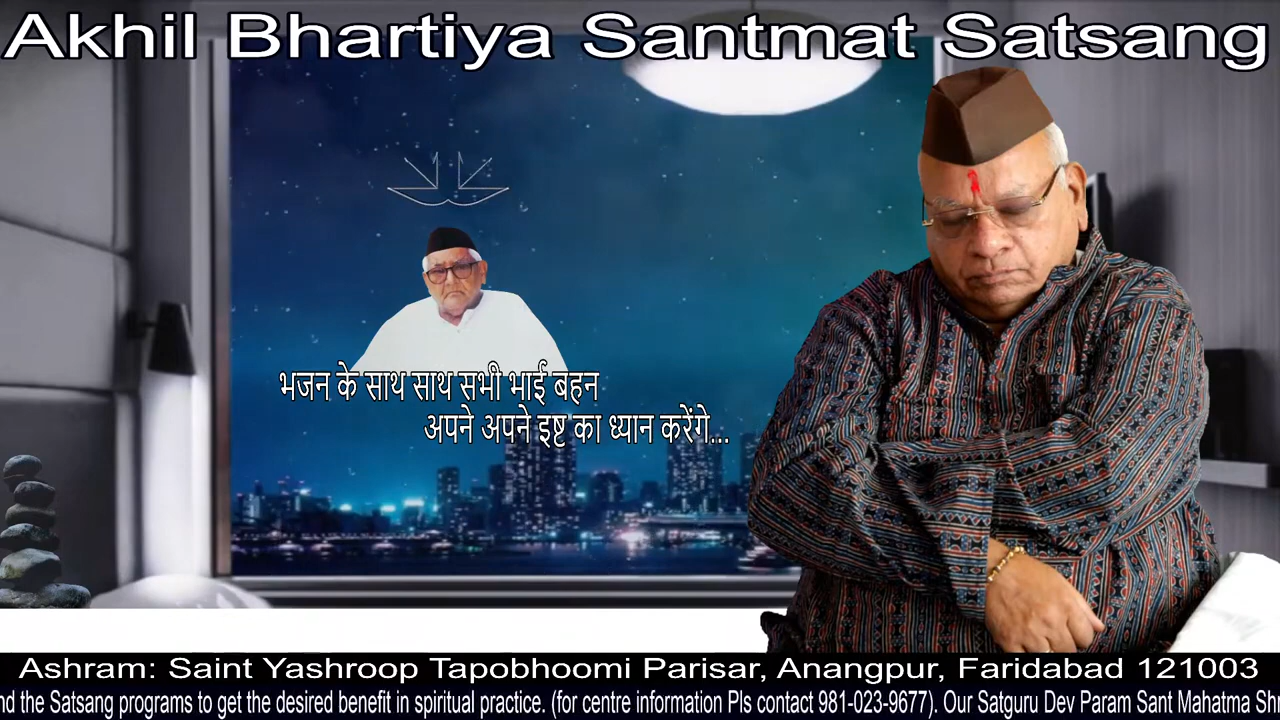 Akhil Bhartiya Santmat Satsang
भजन के साथ साथ सभी भाई बहन
अपने अपने इष्ट का ध्यान करेंगे...
Ashram: Saint Yashroop Tapobhoomi Parisar, Anangpur, Faridabad 121003
the Satsang programs to get the desired benefit in spiritual practice. (for centre information Pls contact 981-023-9677). Our Satguru Dev Param Sant Mahatma